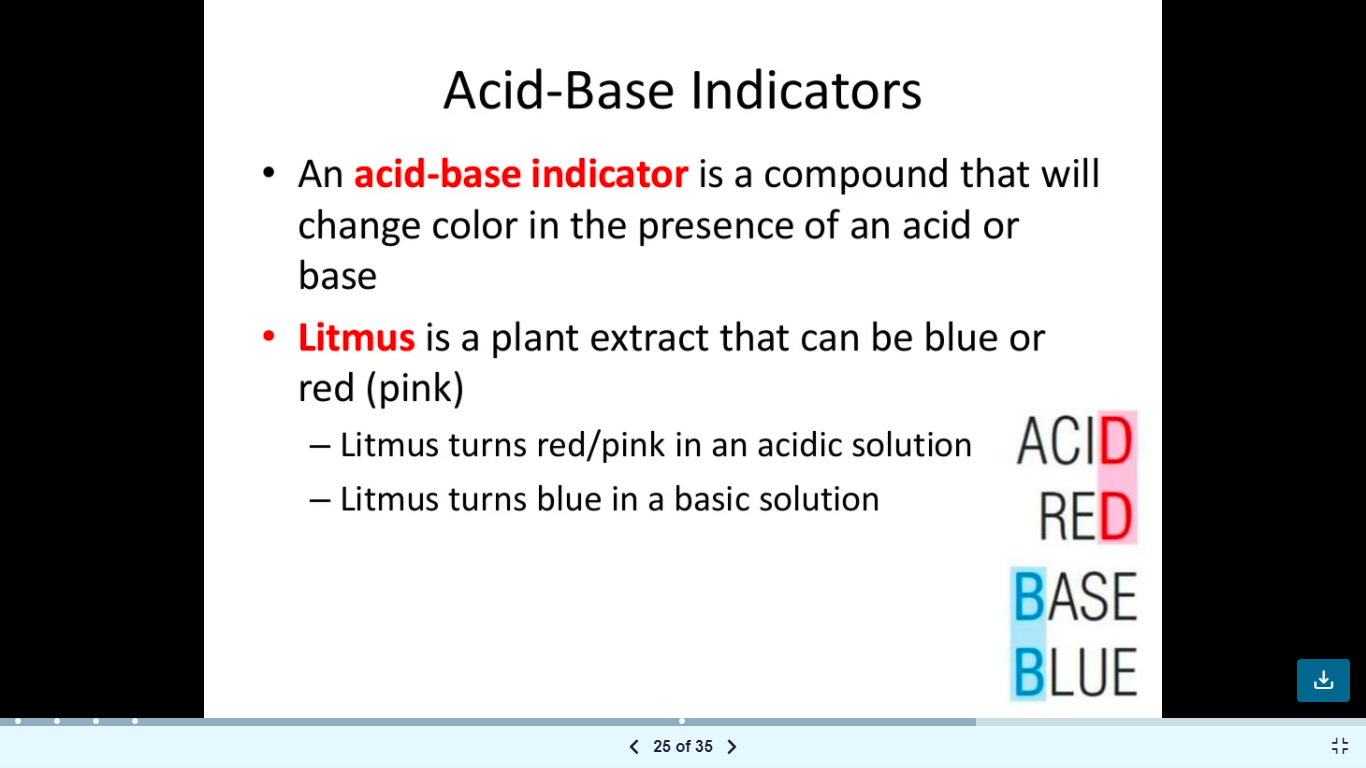 Acid-Base Indicators
• An acid-base indicator is a compound that will
change color in the presence of an acid or
base
• Litmus is a plant extract that can be blue or
red (pink)
– Litmus turns red/pink in an acidic solution
– Litmus turns blue in a basic solution
ACID
RED
BASE
BLUE
25 of 35